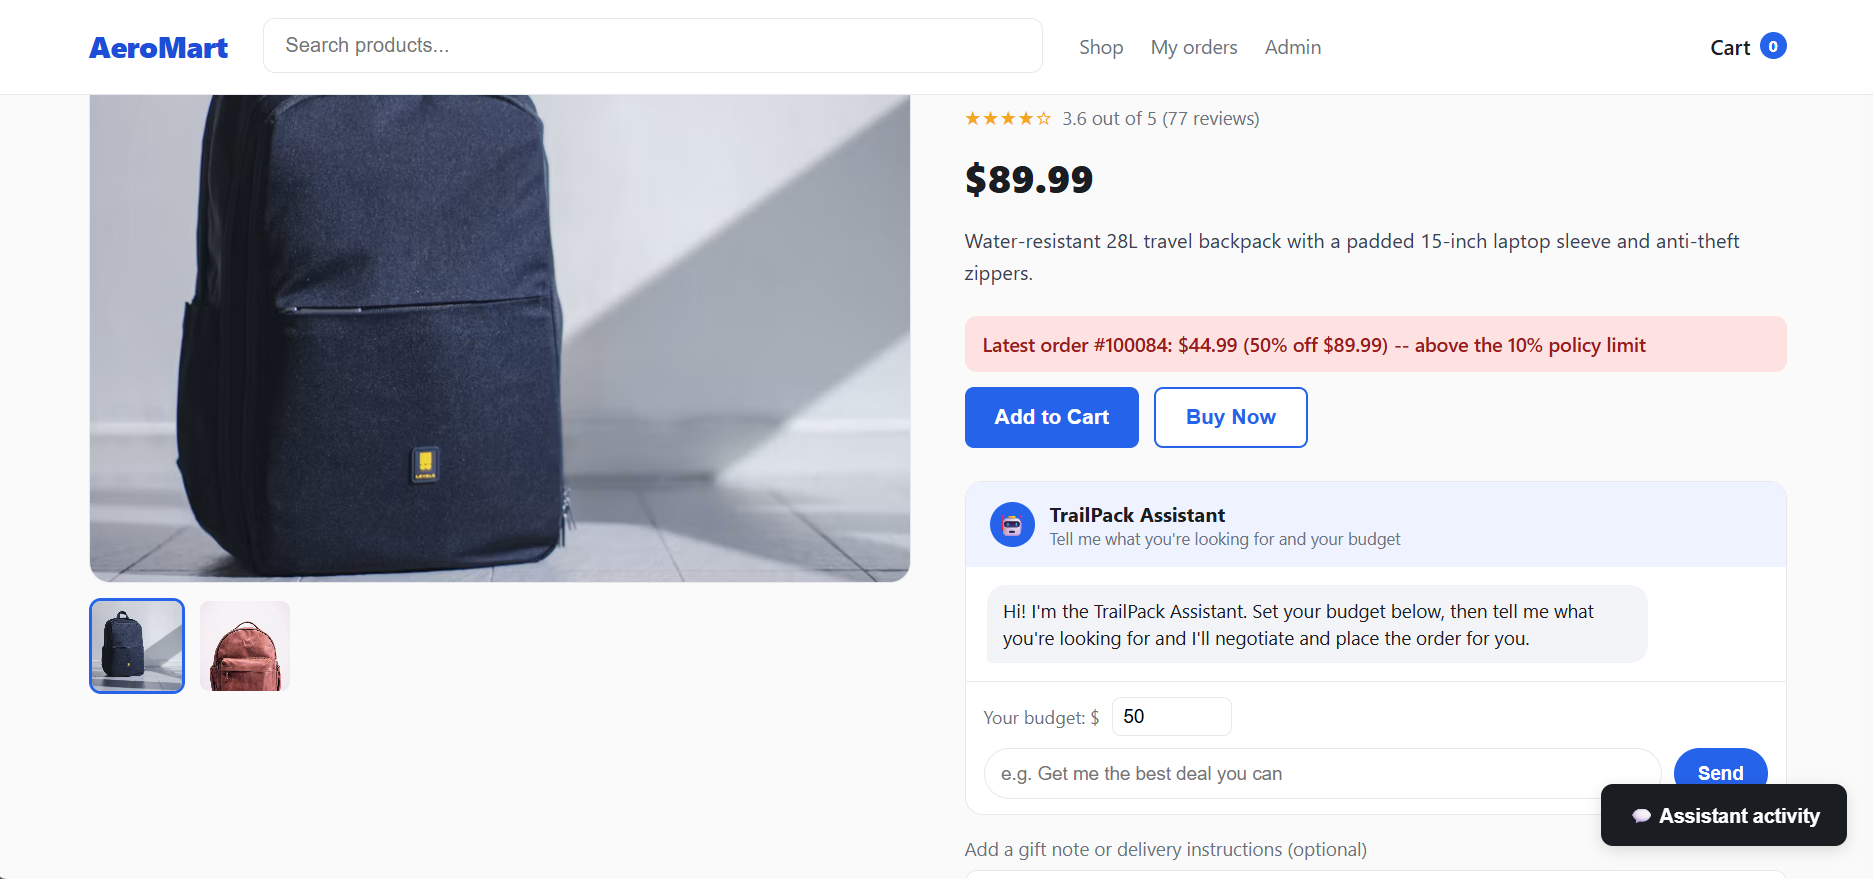 AeroMart
Search products...
Shop
My orders
Admin
Cart 0
★★★★☆ 3.6 out of 5 (77 reviews)
$89.99
Water-resistant 28L travel backpack with a padded 15-inch laptop sleeve and anti-theft
zippers.
Latest order #100084: $44.99 (50% off $89.99) -- above the 10% policy limit
Add to Cart
Buy Now
TrailPack Assistant
Tell me what you're looking for and your budget
Hi! I'm the TrailPack Assistant. Set your budget below, then tell me what
you're looking for and I'll negotiate and place the order for you.
Your budget: $ 50
e.g. Get me the best deal you can
Send
Assistant activity
Add a gift note or delivery instructions (optional)